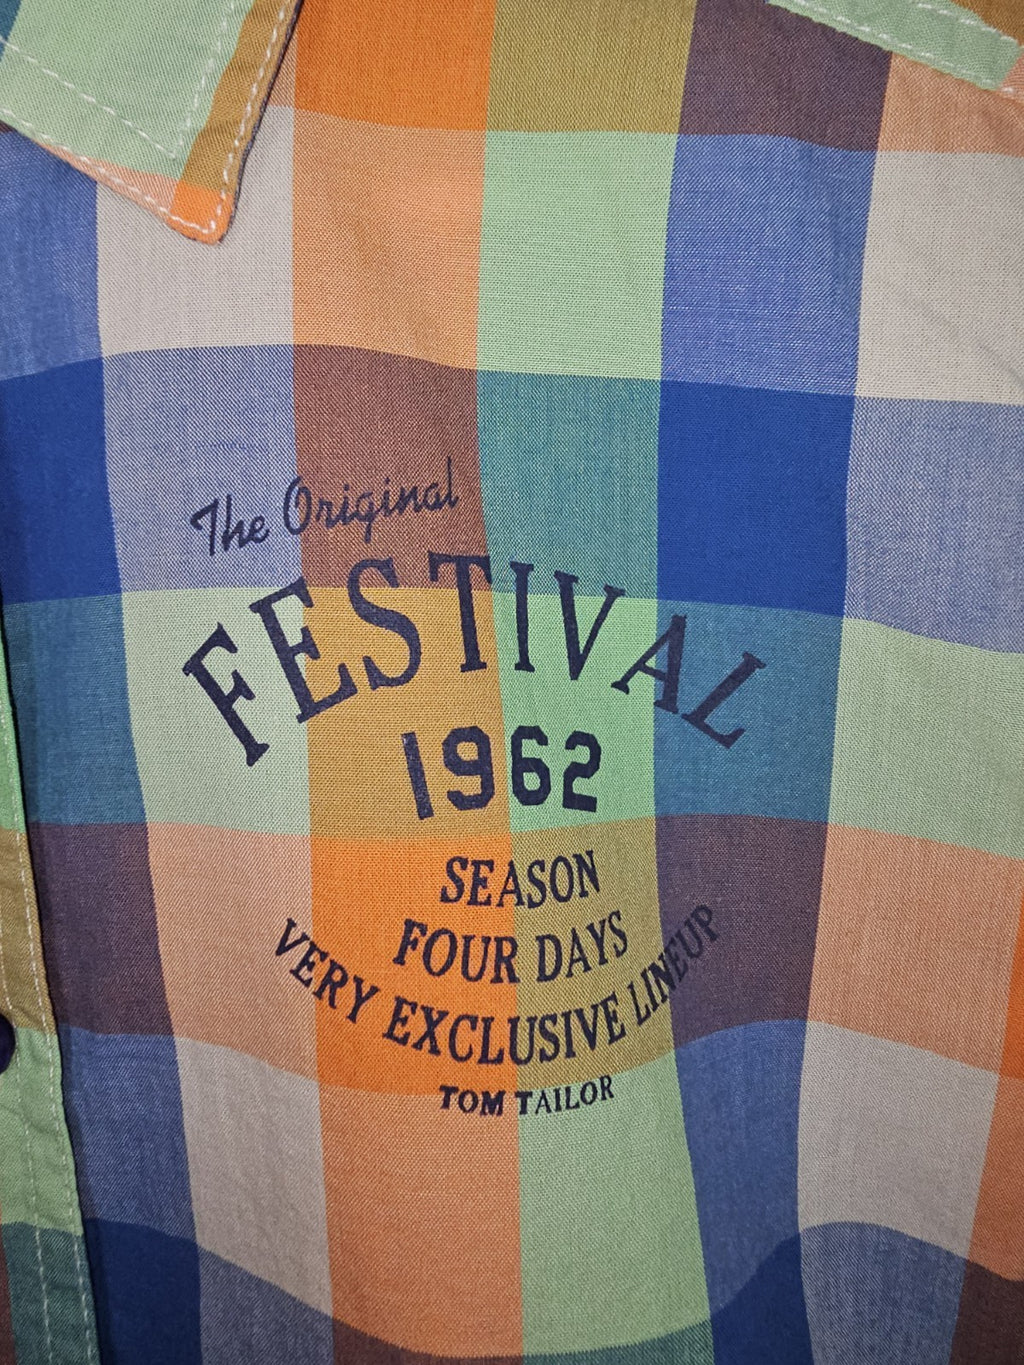 The Original
FESTIVAL
1962
SEASON
FOUR DAYS
VERY EXCLUSIVE LINEUP
TOM TAILOR